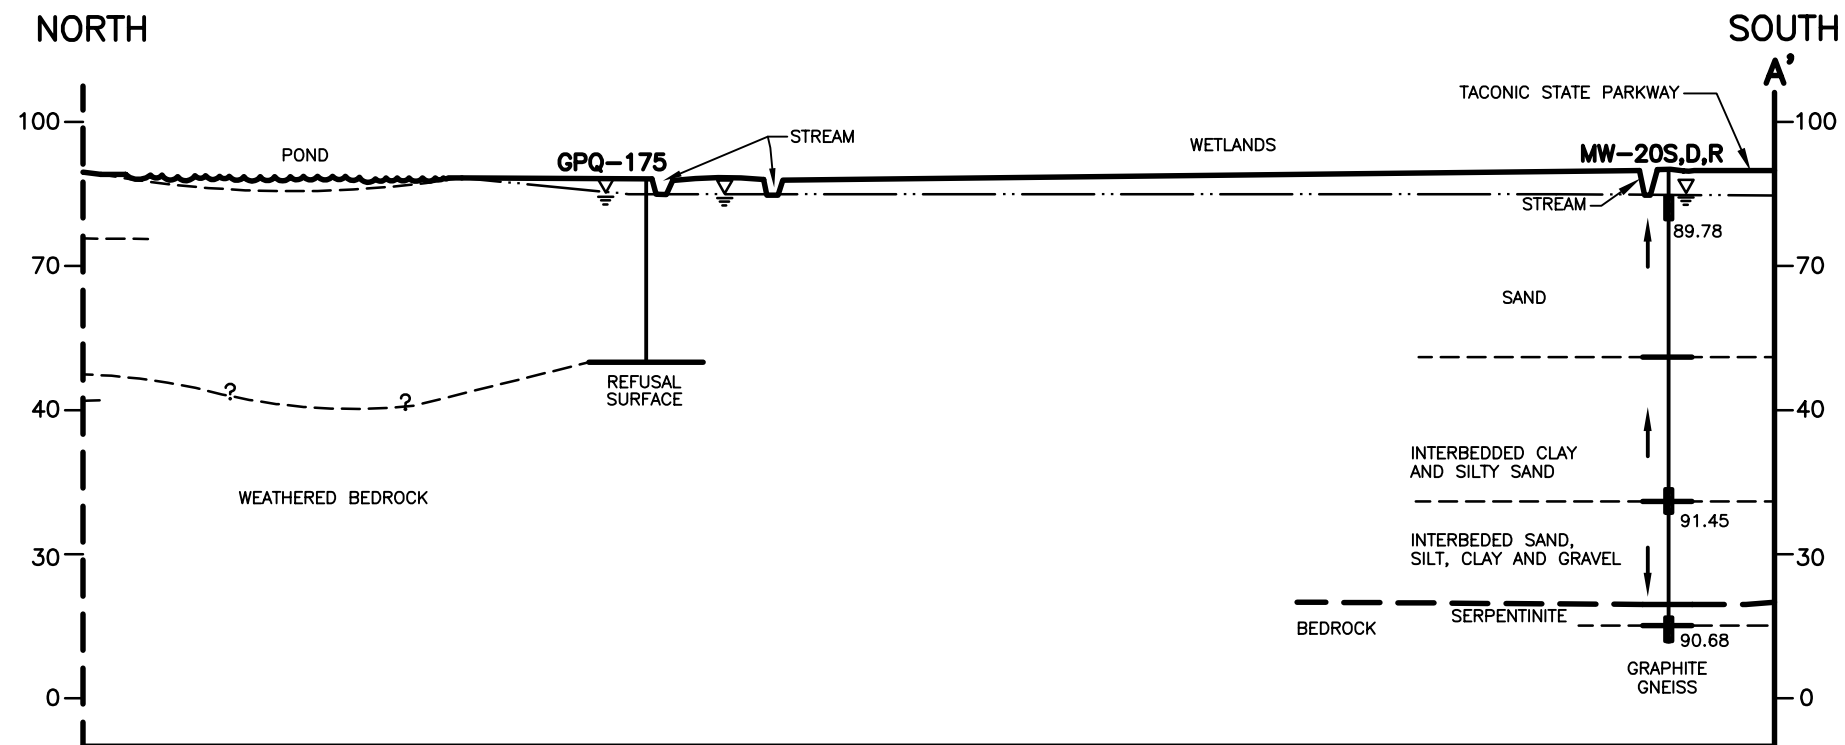 NORTH
SOUTH
A'
TACONIC STATE PARKWAY
100
100
STREAM
POND
WETLANDS
GPQ-175
MW-20S,D,R
STREAM
89.78
70
70
SAND
REFUSAL
SURFACE
?
?
40
40
INTERBEDDED CLAY
AND SILTY SAND
WEATHERED BEDROCK
91.45
INTERBEDED SAND,
SILT, CLAY AND GRAVEL
30
30
SERPENTINITE
BEDROCK
90.68
GRAPHITE
GNEISS
0
0